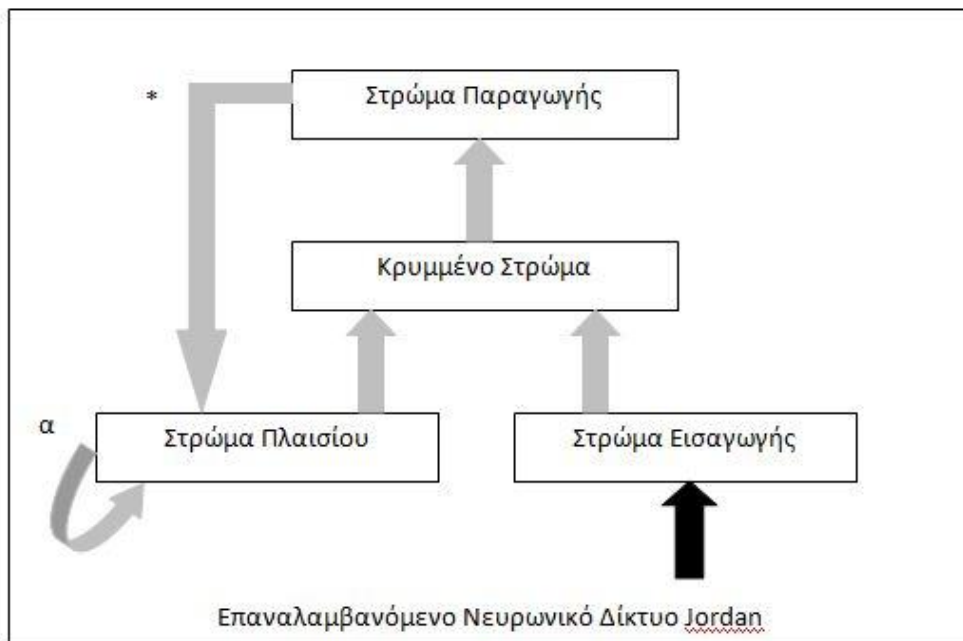 *
Στρώμα Παραγωγής
Κρυμμένο Στρώμα
α
Στρώμα Πλαισίου
Στρώμα Εισαγωγής
Επαναλαμβανόμενο Νευρωνικό Δίκτυο Jordan